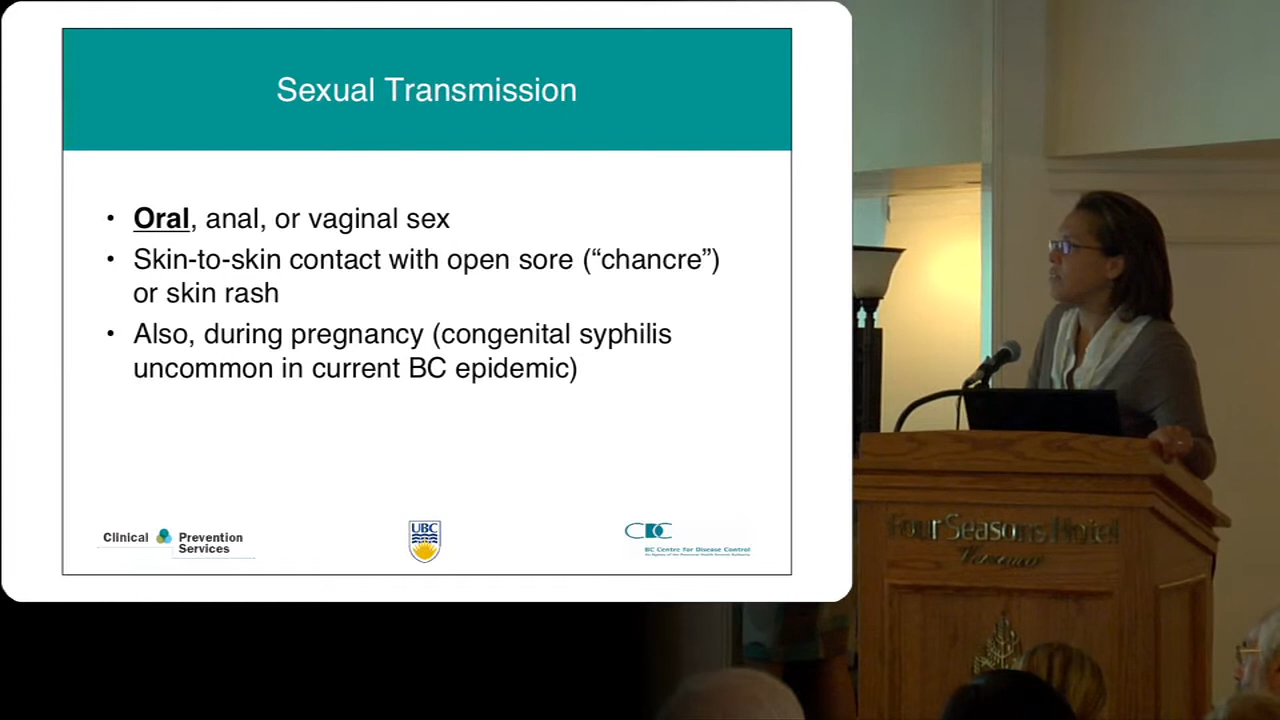 Sexual Transmission
• Oral, anal, or vaginal sex
• Skin-to-skin contact with open sore (“chancre”)
or skin rash
• Also, during pregnancy (congenital syphilis
uncommon in current BC epidemic)
Clinical Prevention
Services
UBC
CDC
BC Centre for Disease Control
Four Seasons Hotel
Vancouver